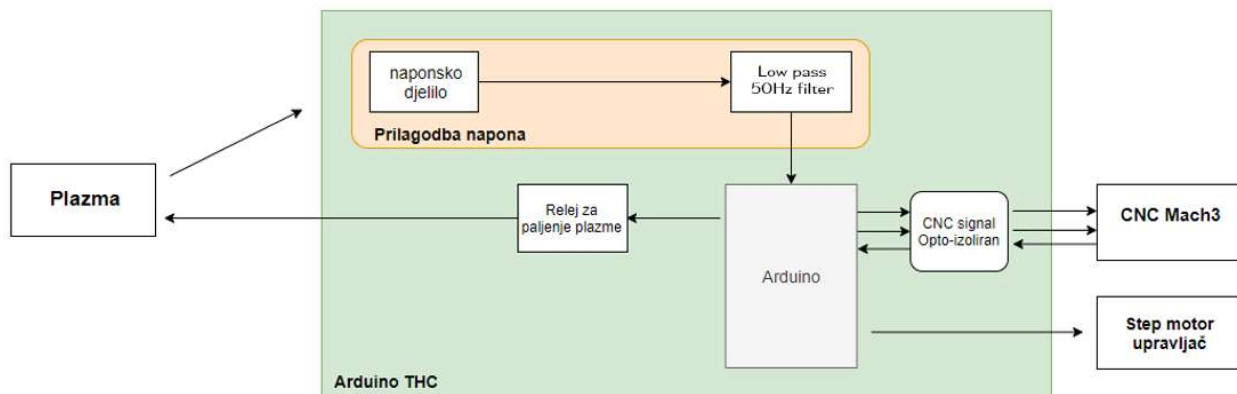 naponsko
djelilo
Low pass
50Hz filter
Prilagodba napona
Plazma
Relej za
paljenje plazme
Arduino
CNC signal
Opto-izoliran
CNC Mach3
Step motor
upravljač
Arduino THC